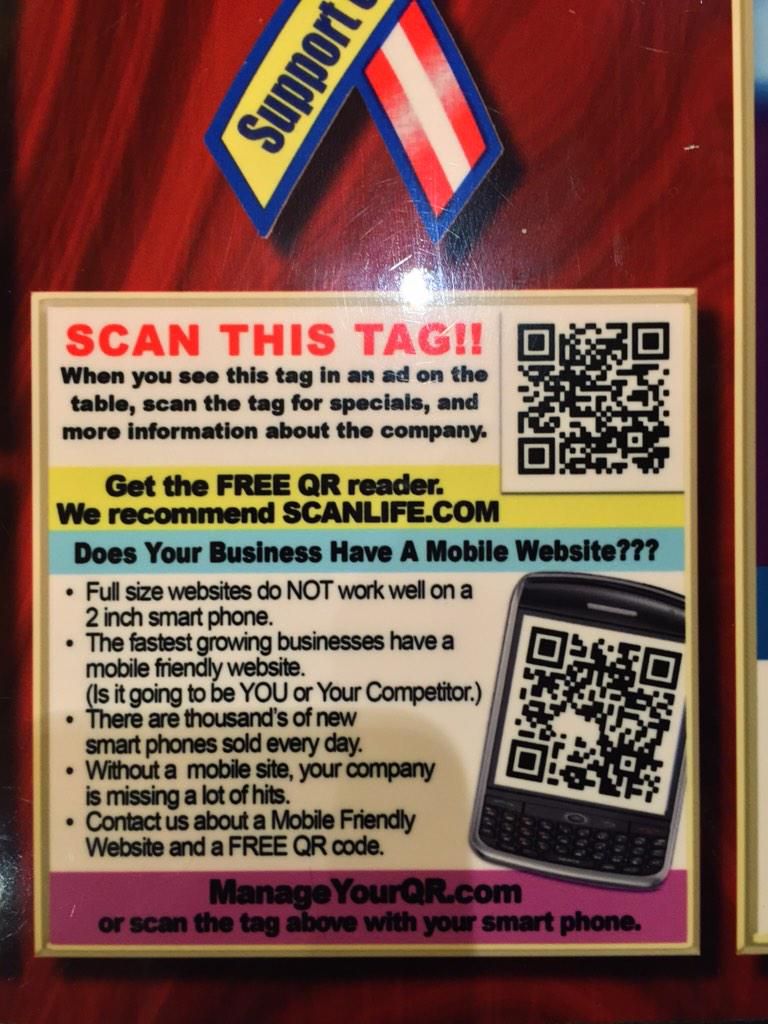 Support
SCAN THIS TAG!!
When you see this tag in an ad on the
table, scan the tag for specials, and
more information about the company.
Get the FREE QR reader.
We recommend SCANLIFE.COM
Does Your Business Have A Mobile Website???
• Full size websites do NOT work well on a
2 inch smart phone.
• The fastest growing businesses have a
mobile friendly website.
(Is it going to be YOU or Your Competitor.)
• There are thousand's of new
smart phones sold every day.
• Without a mobile site, your company
is missing a lot of hits.
• Contact us about a Mobile Friendly
Website and a FREE QR code.
ManageYourQR.com
or scan the tag above with your smart phone.